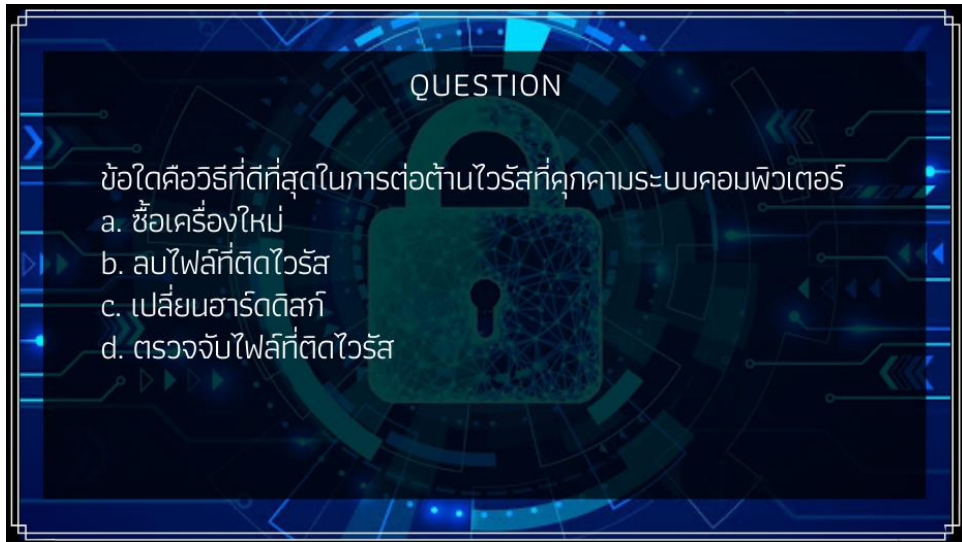 QUESTION
ข้อใดคือวิธีที่ดีที่สุดในการต่อต้านไวรัสที่คุกคามระบบคอมพิวเตอร์
a. ซื้อเครื่องใหม่
b. ลบไฟล์ที่ติดไวรัส
c. เปลี่ยนฮาร์ดดิสก์
d. ตรวจจับไฟล์ที่ติดไวรัส